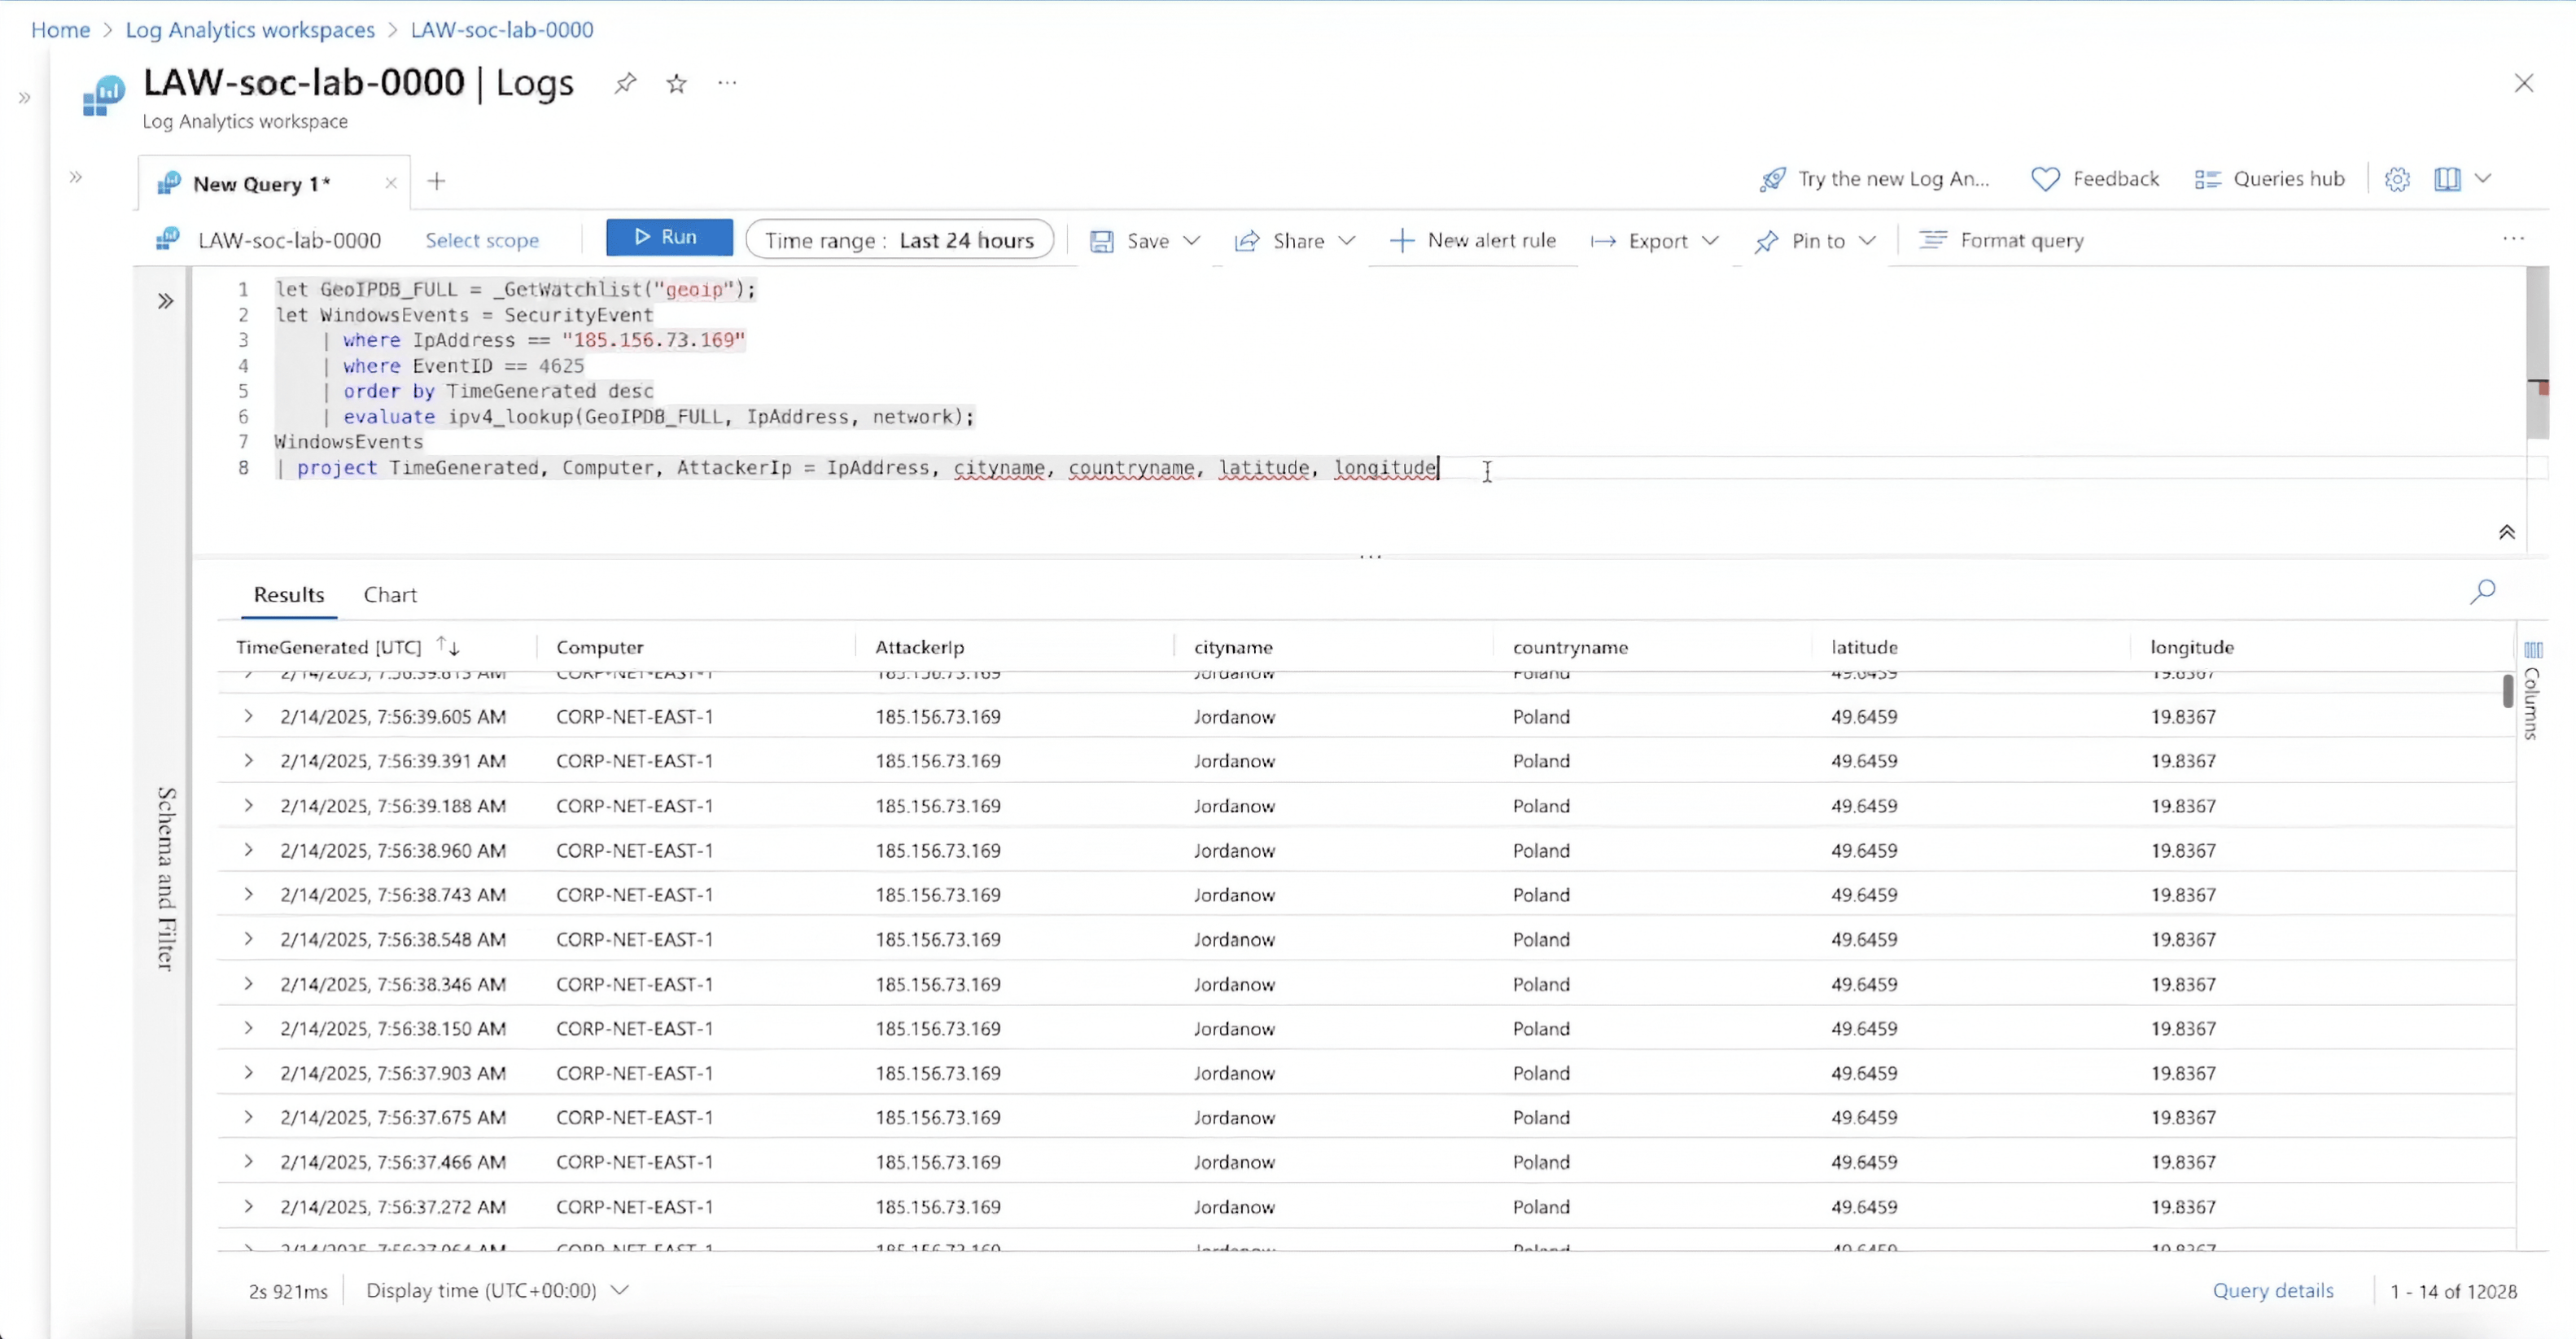 Home > Log Analytics workspaces > LAW-soc-lab-0000
LAW-soc-lab-0000 | Logs
Log Analytics workspace
New Query 1*
Try the new Log An... Feedback Queries hub
LAW-soc-lab-0000 Select scope Run Time range : Last 24 hours Save Share New alert rule Export Pin to Format query
1 let GeoIPDB_FULL = _GetWatchlist("geoip");
2 let WindowsEvents = SecurityEvent
3 | where IpAddress == "185.156.73.169"
4 | where EventID == 4625
5 | order by TimeGenerated desc
6 | evaluate ipv4_lookup(GeoIPDB_FULL, IpAddress, network);
7 WindowsEvents
8 | project TimeGenerated, Computer, AttackerIp = IpAddress, cityname, countryname, latitude, longitude
Results Chart
TimeGenerated [UTC] Computer AttackerIp cityname countryname latitude longitude
2/14/2025, 7:56:39.605 AM CORP-NET-EAST-1 185.156.73.169 Jordanow Poland 49.6459 19.8367
2/14/2025, 7:56:39.391 AM CORP-NET-EAST-1 185.156.73.169 Jordanow Poland 49.6459 19.8367
2/14/2025, 7:56:39.188 AM CORP-NET-EAST-1 185.156.73.169 Jordanow Poland 49.6459 19.8367
2/14/2025, 7:56:38.960 AM CORP-NET-EAST-1 185.156.73.169 Jordanow Poland 49.6459 19.8367
2/14/2025, 7:56:38.743 AM CORP-NET-EAST-1 185.156.73.169 Jordanow Poland 49.6459 19.8367
2/14/2025, 7:56:38.548 AM CORP-NET-EAST-1 185.156.73.169 Jordanow Poland 49.6459 19.8367
2/14/2025, 7:56:38.346 AM CORP-NET-EAST-1 185.156.73.169 Jordanow Poland 49.6459 19.8367
2/14/2025, 7:56:38.150 AM CORP-NET-EAST-1 185.156.73.169 Jordanow Poland 49.6459 19.8367
2/14/2025, 7:56:37.903 AM CORP-NET-EAST-1 185.156.73.169 Jordanow Poland 49.6459 19.8367
2/14/2025, 7:56:37.675 AM CORP-NET-EAST-1 185.156.73.169 Jordanow Poland 49.6459 19.8367
2/14/2025, 7:56:37.466 AM CORP-NET-EAST-1 185.156.73.169 Jordanow Poland 49.6459 19.8367
2/14/2025, 7:56:37.272 AM CORP-NET-EAST-1 185.156.73.169 Jordanow Poland 49.6459 19.8367
2s 921ms Display time (UTC+00:00) Query details 1 - 14 of 12028
Schema and Filter
Columns